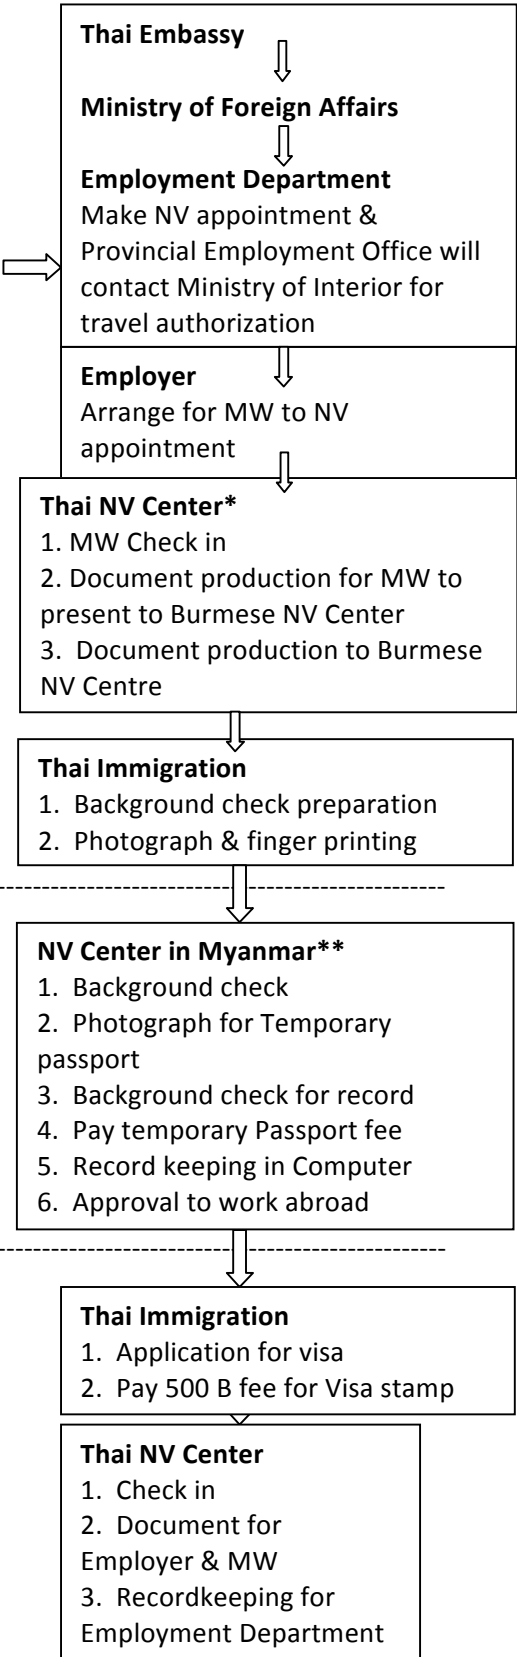 Thai Embassy
Ministry of Foreign Affairs
Employment Department
Make NV appointment &
Provincial Employment Office will
contact Ministry of Interior for
travel authorization
Employer
Arrange for MW to NV
appointment
Thai NV Center*
1. MW Check in
2. Document production for MW to
present to Burmese NV Center
3. Document production to Burmese
NV Centre
Thai Immigration
1. Background check preparation
2. Photograph & finger printing
NV Center in Myanmar**
1. Background check
2. Photograph for Temporary
passport
3. Background check for record
4. Pay temporary Passport fee
5. Record keeping in Computer
6. Approval to work abroad
Thai Immigration
1. Application for visa
2. Pay 500 B fee for Visa stamp
Thai NV Center
1. Check in
2. Document for
Employer & MW
3. Recordkeeping for
Employment Department